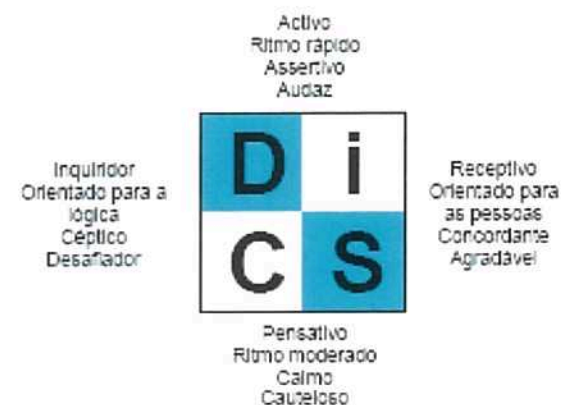 Activo
Ritmo rápido
Assertivo
Audaz
D i
Inquiridor
Orientado para a
lógica
Céptico
Desafiador
Receptivo
Orientado para
as pessoas
Concordante
Agradável
C S
Pensativo
Ritmo moderado
Calmo
Cauteloso